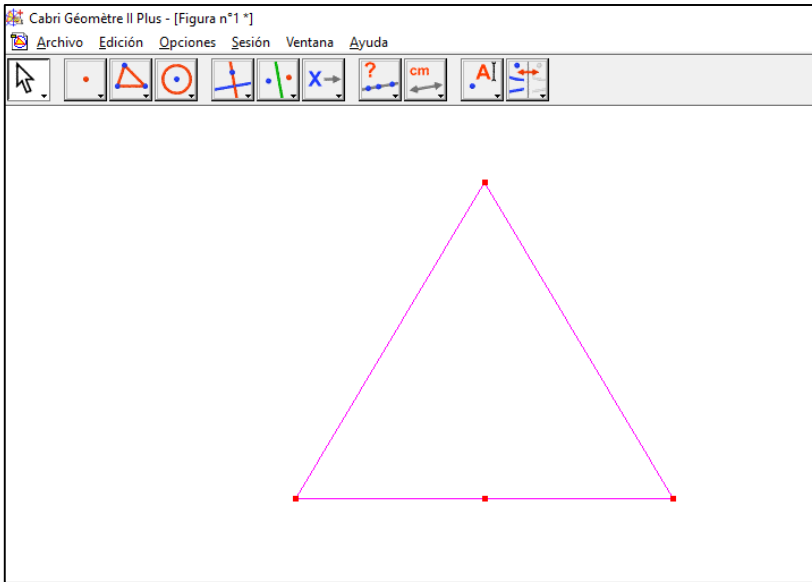 Cabri Géomètre II Plus - [Figura n°1 *]
Archivo Edición Opciones Sesión Ventana Ayuda
X ? cm A